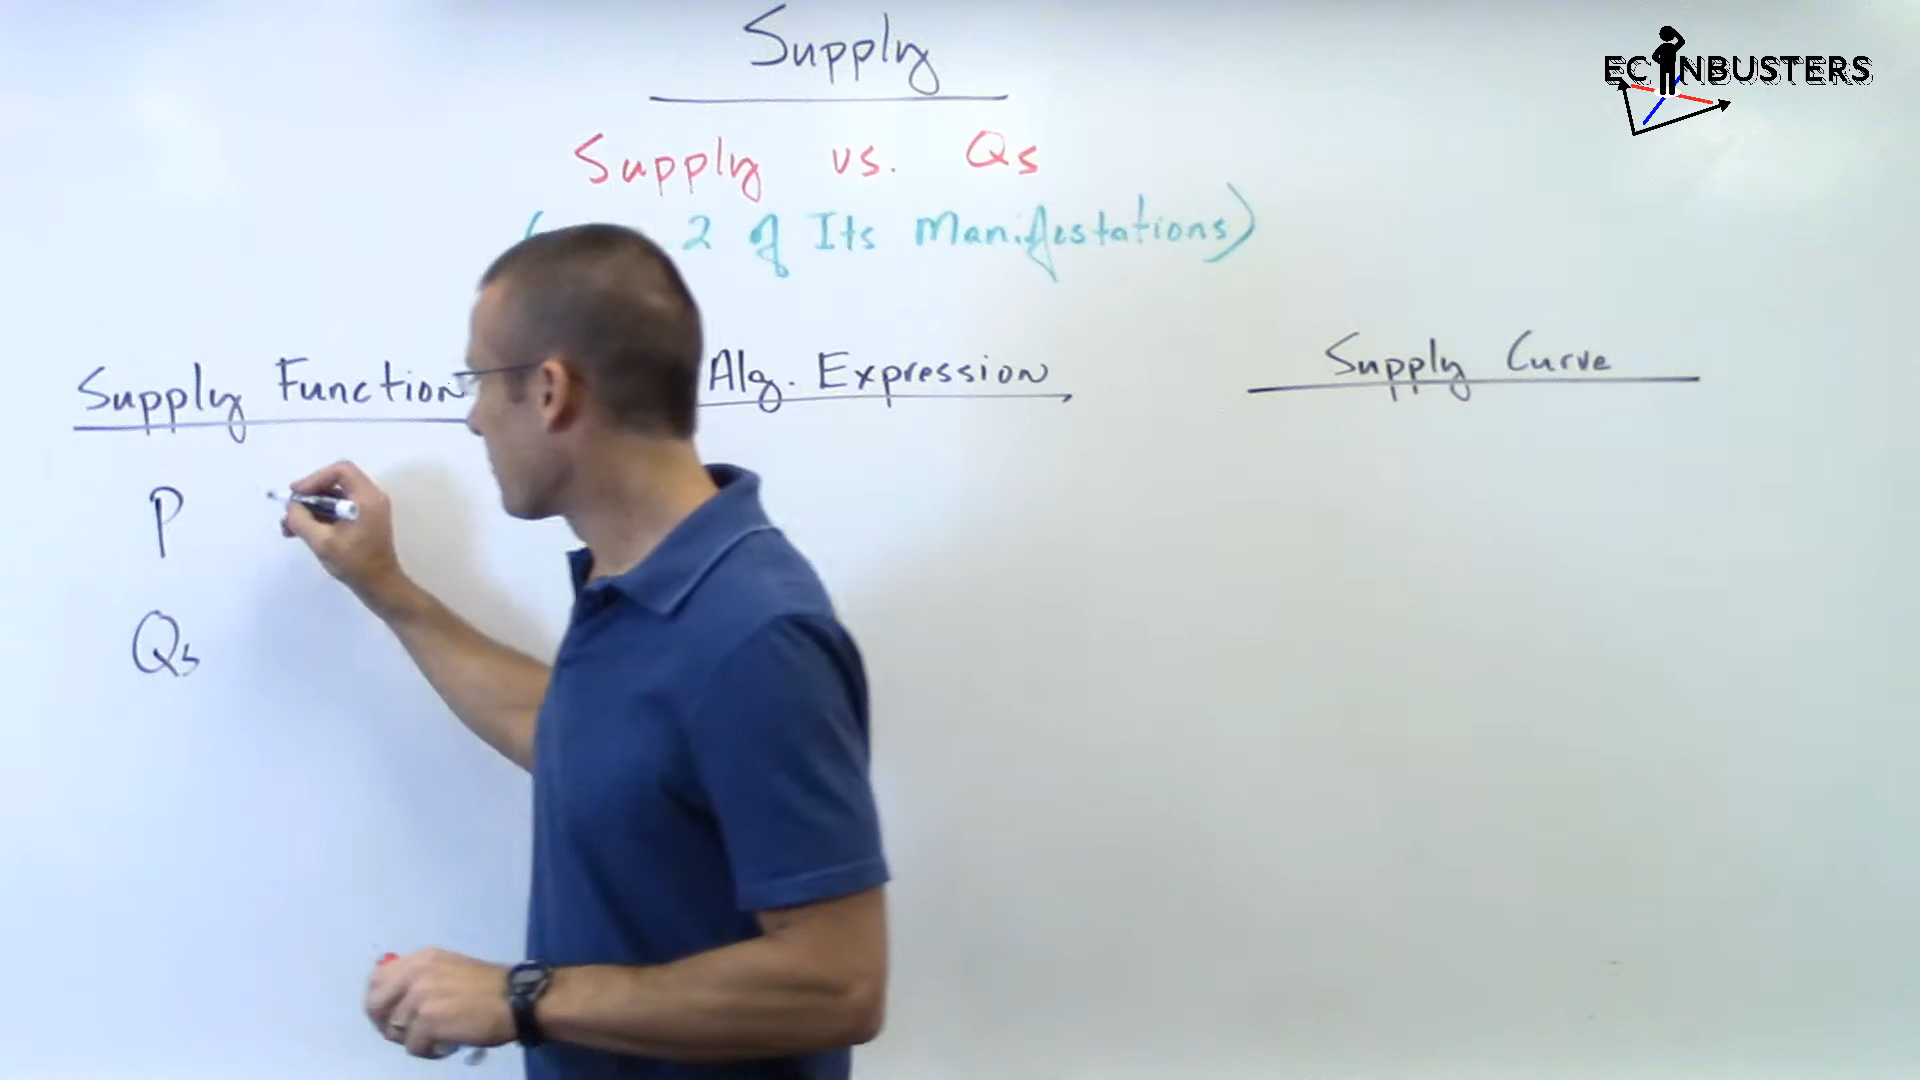 Supply
ECONBUSTERS
Supply vs. Qs
( 2 of Its Manifestations)
Supply Function Alg. Expression Supply Curve
P
Qs